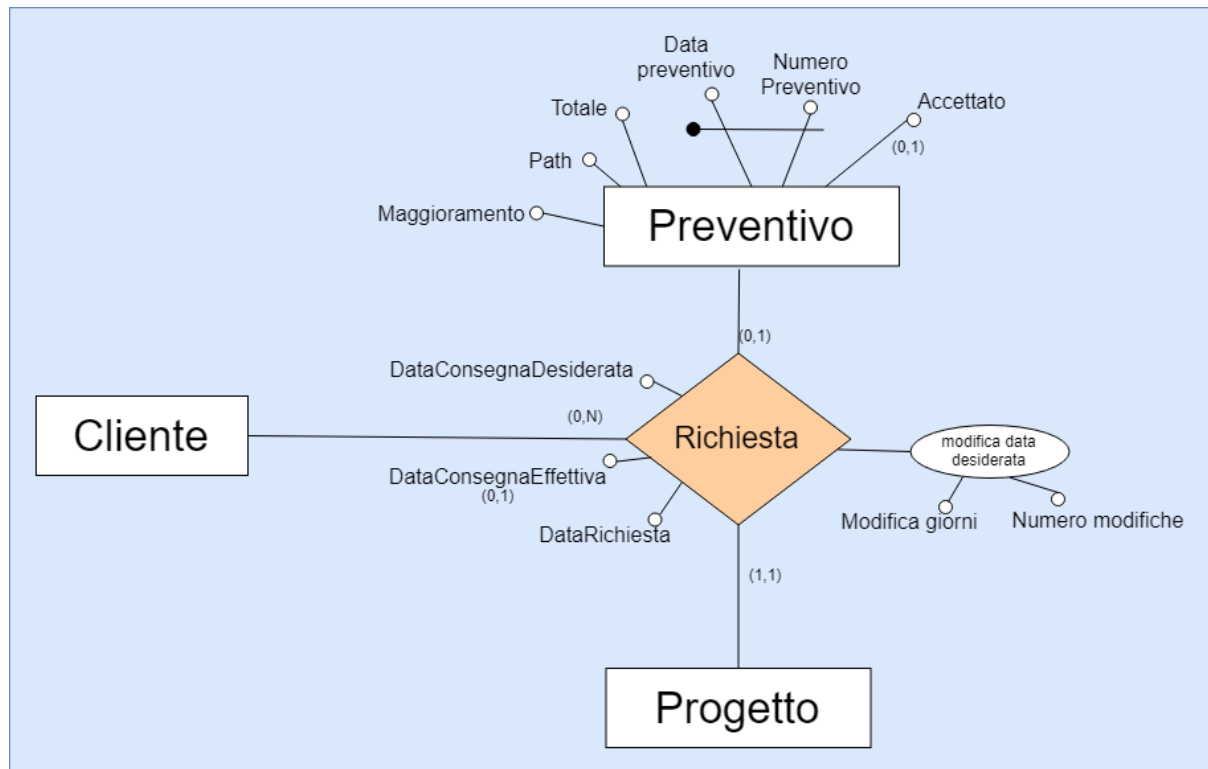 Data
preventivo
Numero
Preventivo
Accettato
(0,1)
Totale
Path
Maggioramento
Preventivo
(0,1)
DataConsegnaDesiderata
Cliente
(0,N)
Richiesta
modifica data
desiderata
DataConsegnaEffettiva
(0,1)
DataRichiesta
Modifica giorni
Numero modifiche
(1,1)
Progetto